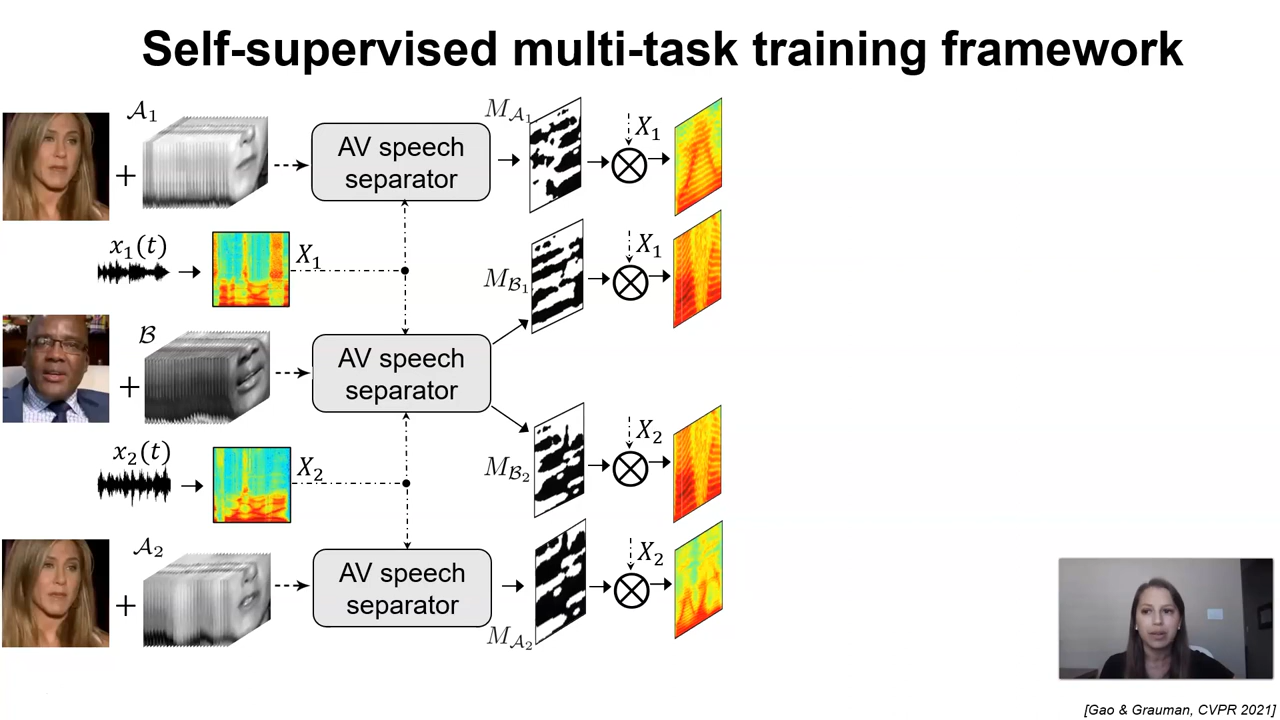 Self-supervised multi-task training framework
𝒜₁
+
AV speech
separator
M𝒜₁
X₁
x₁(t)
X₁
ℬ
+
AV speech
separator
Mℬ₁
X₁
x₂(t)
X₂
Mℬ₂
X₂
𝒜₂
+
AV speech
separator
M𝒜₂
X₂
[Gao & Grauman, CVPR 2021]